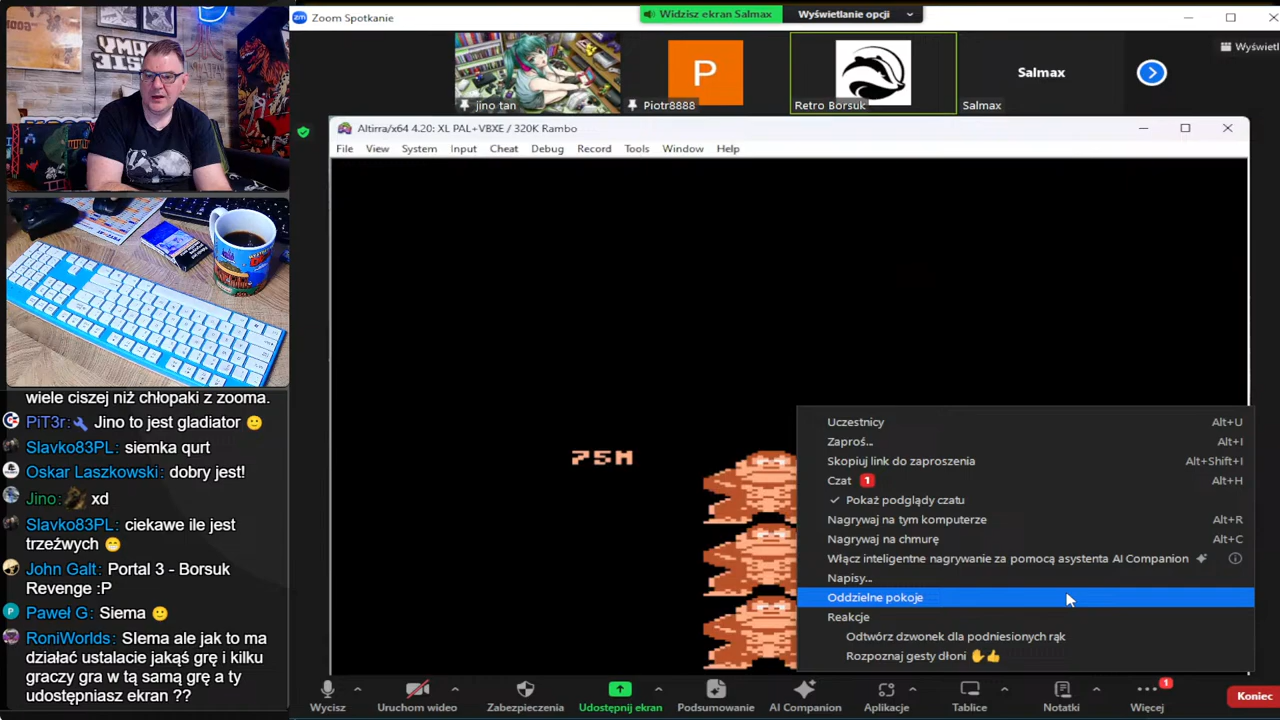 zm Zoom Spotkanie
Widzisz ekran Salmax
Wyświetlanie opcji
Wyświetl
jino tan
P
Piotr8888
Retro Borsuk
Salmax
Salmax
Altirra/x64 4.20: XL PAL+VBXE / 320K Rambo
File View System Input Cheat Debug Record Tools Window Help
75M
Uczestnicy Alt+U
Zaproś... Alt+I
Skopiuj link do zaproszenia Alt+Shift+I
Czat 1 Alt+H
Pokaż podglądy czatu
Nagrywaj na tym komputerze Alt+R
Nagrywaj na chmurę Alt+C
Włącz inteligentne nagrywanie za pomocą asystenta AI Companion
Napisy...
Oddzielne pokoje
Reakcje
Odtwórz dzwonek dla podniesionych rąk
Rozpoznaj gesty dłoni ✋👍
Wycisz
Uruchom wideo
Zabezpieczenia
Udostępnij ekran
Podsumowanie
AI Companion
Aplikacje
Tablice
Notatki
1
Więcej
Koniec
wiele ciszej niż chłopaki z zooma.
PiT3r: Jino to jest gladiator 🙂
Slavko83PL: siemka qurt
Oskar Laszkowski: dobry jest!
Jino: xd
Slavko83PL: ciekawe ile jest
trzeźwych 😁
John Galt: Portal 3 - Borsuk
Revenge :P
Paweł G: Siema 🙂
RoniWorlds: SIema ale jak to ma
działać ustalacie jakąś grę i kilku
graczy gra w tą samą grę a ty
udostępniasz ekran ??